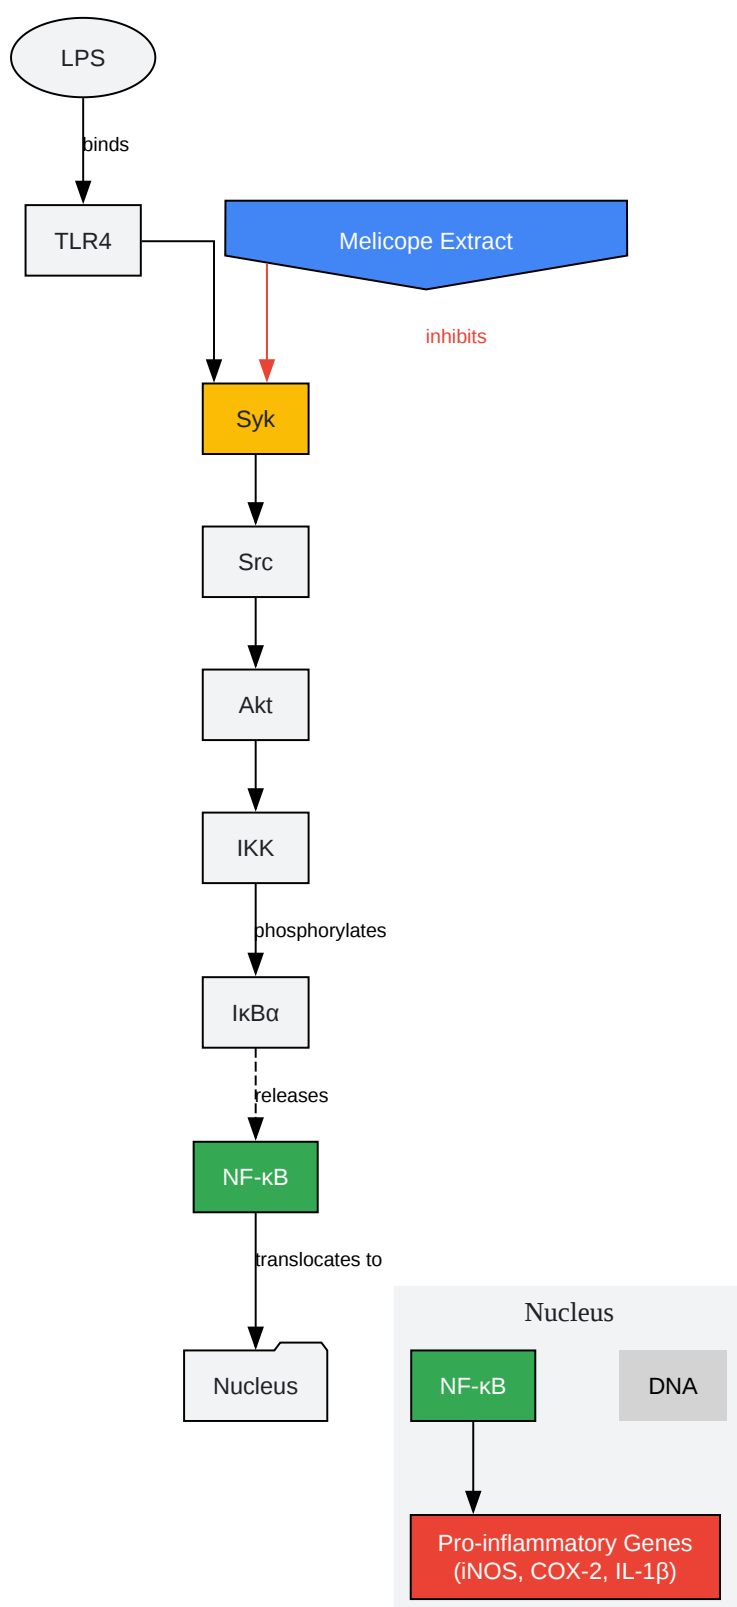 LPS
binds
TLR4
Melicope Extract
inhibits
Syk
Src
Akt
IKK
phosphorylates
IκBα
releases
NF-κB
translocates to
Nucleus
Nucleus
NF-κB
DNA
Pro-inflammatory Genes
(iNOS, COX-2, IL-1β)